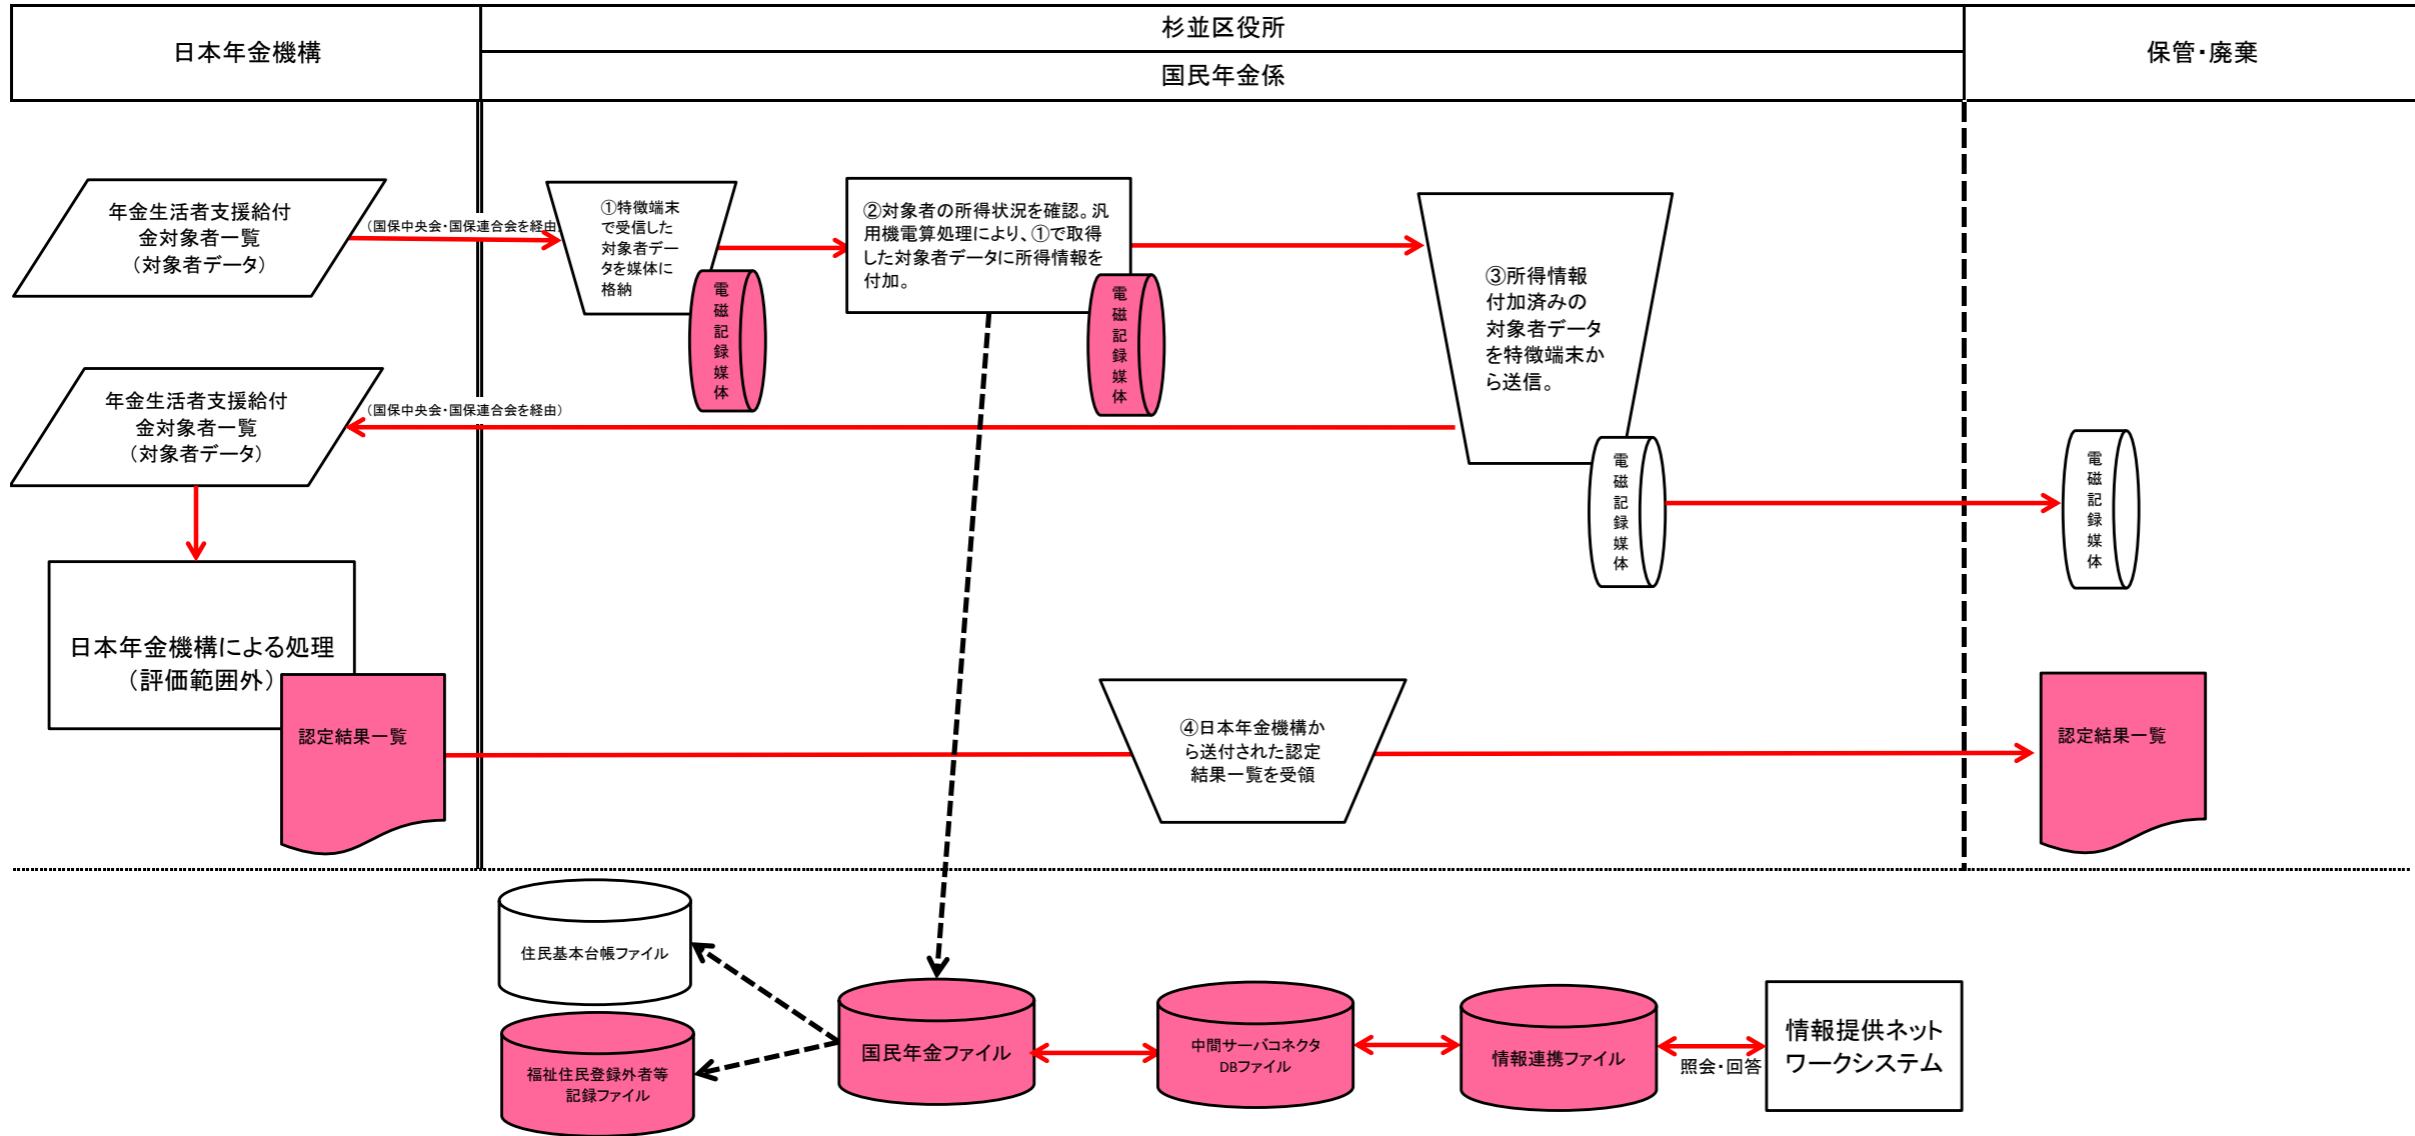 日本年金機構
杉並区役所
国民年金係
保管・廃棄
年金生活者支援給付
金対象者一覧
(対象者データ)
(国保中央会・国保連合会を経由)
①特徴端末
で受信した
対象者デー
タを媒体に
格納
電磁記録媒体
②対象者の所得状況を確認。汎
用機電算処理により、①で取得
した対象者データに所得情報を
付加。
電磁記録媒体
③所得情報
付加済みの
対象者データ
を特徴端末か
ら送信。
電磁記録媒体
電磁記録媒体
年金生活者支援給付
金対象者一覧
(対象者データ)
(国保中央会・国保連合会を経由)
日本年金機構による処理
(評価範囲外)
認定結果一覧
④日本年金機構か
ら送付された認定
結果一覧を受領
認定結果一覧
住民基本台帳ファイル
福祉住民登録外者等
記録ファイル
国民年金ファイル
中間サーバコネクタ
DBファイル
情報連携ファイル
照会・回答
情報提供ネット
ワークシステム